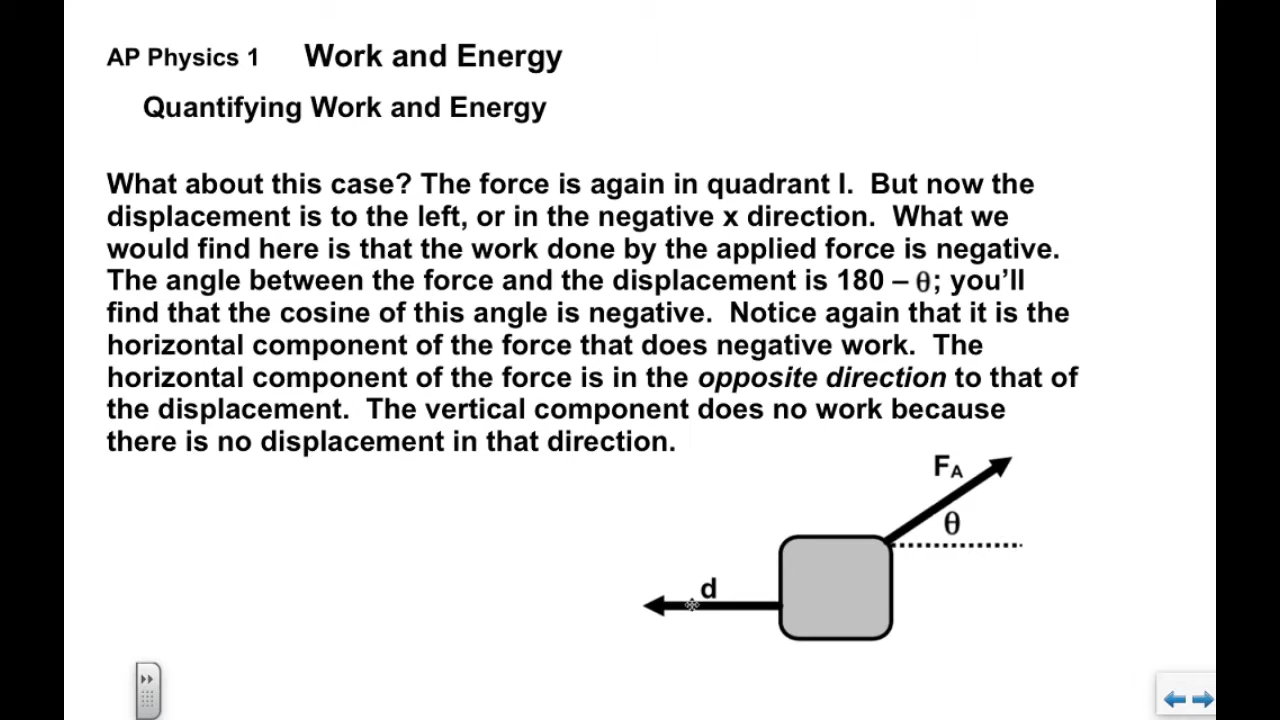 AP Physics 1 Work and Energy
Quantifying Work and Energy
What about this case? The force is again in quadrant I. But now the
displacement is to the left, or in the negative x direction. What we
would find here is that the work done by the applied force is negative.
The angle between the force and the displacement is 180 – θ; you’ll
find that the cosine of this angle is negative. Notice again that it is the
horizontal component of the force that does negative work. The
horizontal component of the force is in the opposite direction to that of
the displacement. The vertical component does no work because
there is no displacement in that direction.
FA
θ
d